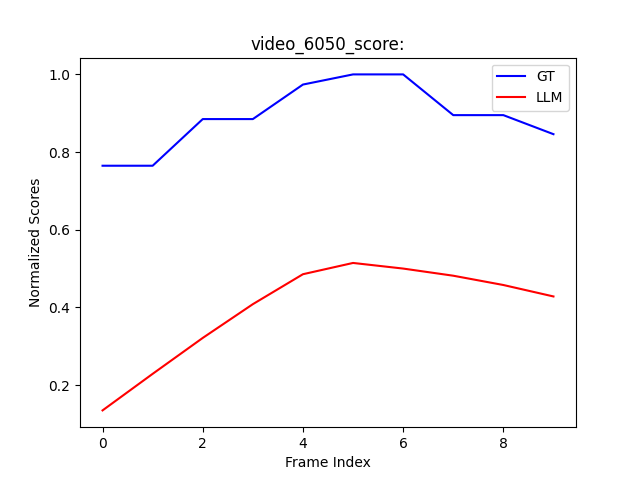 video_6050_score:
GT
LLM
1.0
0.8
0.6
0.4
0.2
Normalized Scores
0 2 4 6 8
Frame Index